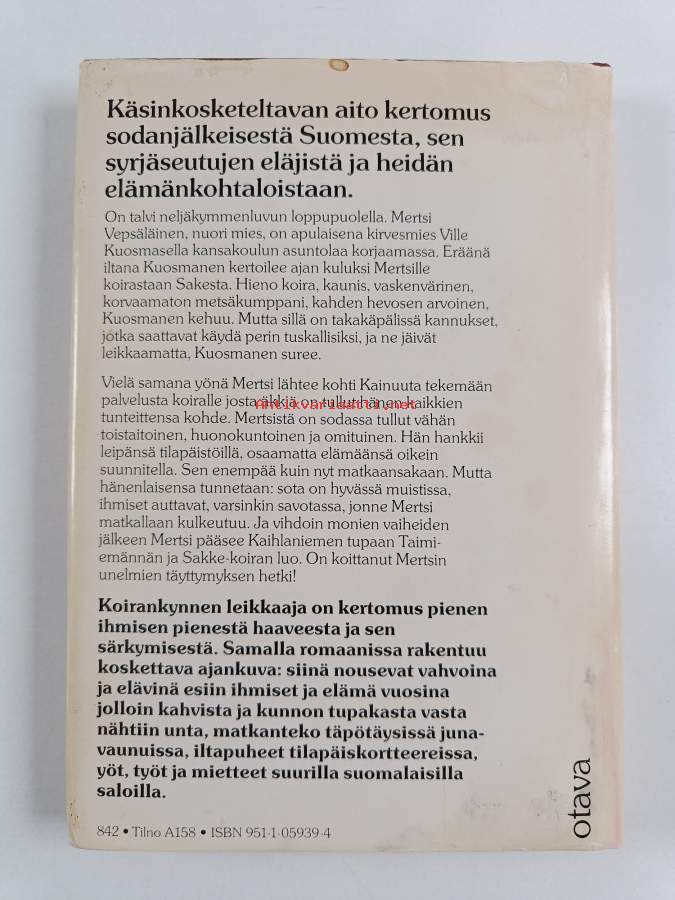 Käsinkosketeltavan aito kertomus
sodanjälkeisestä Suomesta, sen
syrjäseutujen eläjistä ja heidän
elämänkohtaloistaan.
On talvi neljäkymmenluvun loppupuolella. Mertsi
Vepsäläinen, nuori mies, on apulaisena kirvesmies Ville
Kuosmasella kansakoulun asuntolaa korjaamassa. Eräänä
iltana Kuosmanen kertoilee ajan kuluksi Mertsille
koirastaan Sakesta. Hieno koira, kaunis, vaskenvärinen,
korvaamaton metsäkumppani, kahden hevosen arvoinen,
Kuosmanen kehuu. Mutta sillä on takakäpälissä kannukset,
jotka saattavat käydä perin tuskallisiksi, ja ne jäivät
leikkaamatta, Kuosmanen suree.
Vielä samana yönä Mertsi lähtee kohti Kainuuta tekemään
palvelusta koiralle josta äkkiä on tullut hänen kaikkien
Antikvariaatti.net
tunteittensa kohde. Mertsistä on sodassa tullut vähän
toistaitoinen, huonokuntoinen ja omituinen. Hän hankkii
leipänsä tilapäistöillä, osaamatta elämäänsä oikein
suunnitella. Sen enempää kuin nyt matkaansakaan. Mutta
hänenlaisensa tunnetaan: sota on hyvässä muistissa,
ihmiset auttavat, varsinkin savotassa, jonne Mertsi
matkallaan kulkeutuu. Ja vihdoin monien vaiheiden
jälkeen Mertsi pääsee Kaihlaniemen tupaan Taimi-
emännän ja Sakke-koiran luo. On koittanut Mertsin
unelmien täyttymyksen hetki!
Koirankynnen leikkaaja on kertomus pienen
ihmisen pienestä haaveesta ja sen
särkymisestä. Samalla romaanissa rakentuu
koskettava ajankuva: siinä nousevat vahvoina
ja elävinä esiin ihmiset ja elämä vuosina
jolloin kahvista ja kunnon tupakasta vasta
nähtiin unta, matkanteko täpötäysissä juna-
vaunuissa, iltapuheet tilapäiskortteereissa,
yöt, työt ja mietteet suurilla suomalaisilla
saloilla.
842 • Tilno A158 • ISBN 951-1-05939-4
otava